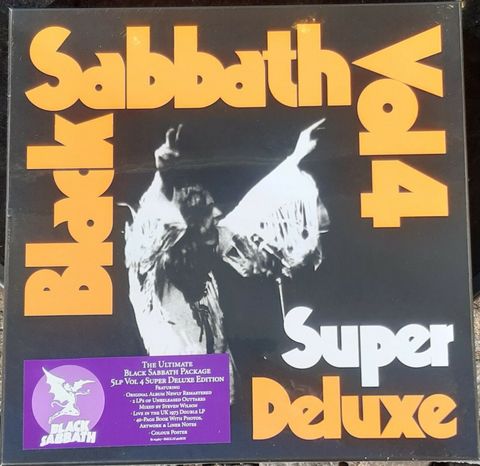 Black
Sabbath
Vol 4
Super
Deluxe
BLACK
SABBATH
The Ultimate
Black Sabbath Package
5LP Vol 4 Super Deluxe Edition
Featuring
· Original Album Newly Remastered
· 2 LPs of Unreleased Outtakes
Mixed by Steven Wilson
· Live in the UK 1973 Double LP
· 40-Page Book With Photos,
Artwork & Liner Notes
· Colour Poster